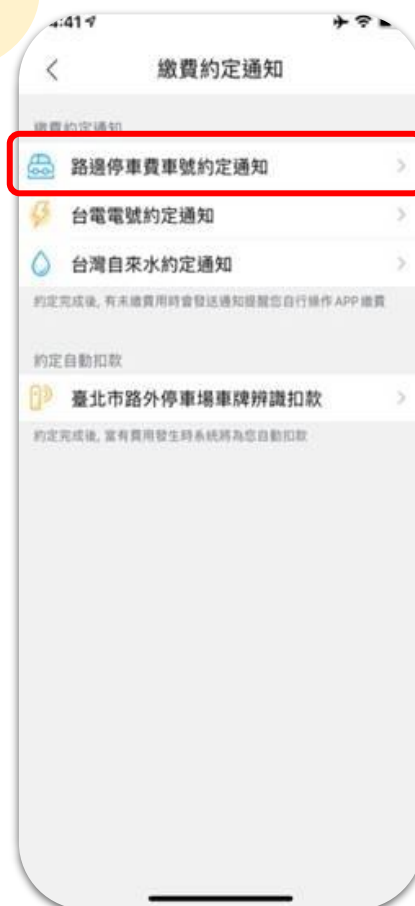 4:41
繳費約定通知
繳費約定通知
路邊停車費車號約定通知
台電電號約定通知
台灣自來水約定通知
約定完成後, 有未繳費用時會發送通知提醒您自行操作 APP 繳費
約定自動扣款
臺北市路外停車場車牌辨識扣款
約定完成後, 當有費用發生時系統將為您自動扣款